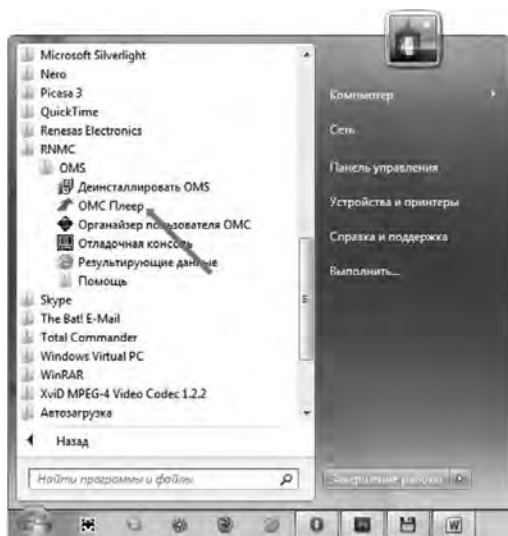 Microsoft Silverlight
Nero
Picasa 3
QuickTime
Renesas Electronics
RNMC
OMS
Деинсталлировать OMS
ОМС Плеер
Органайзер пользователя ОМС
Отладочная консоль
Результирующие данные
Помощь
Skype
The Bat! E-Mail
Total Commander
Windows Virtual PC
WinRAR
XviD MPEG-4 Video Codec 1.2.2
Автозагрузка
Назад
Найти программы и файлы
Компьютер
Сеть
Панель управления
Устройства и принтеры
Справка и поддержка
Выполнить...
Завершение работы